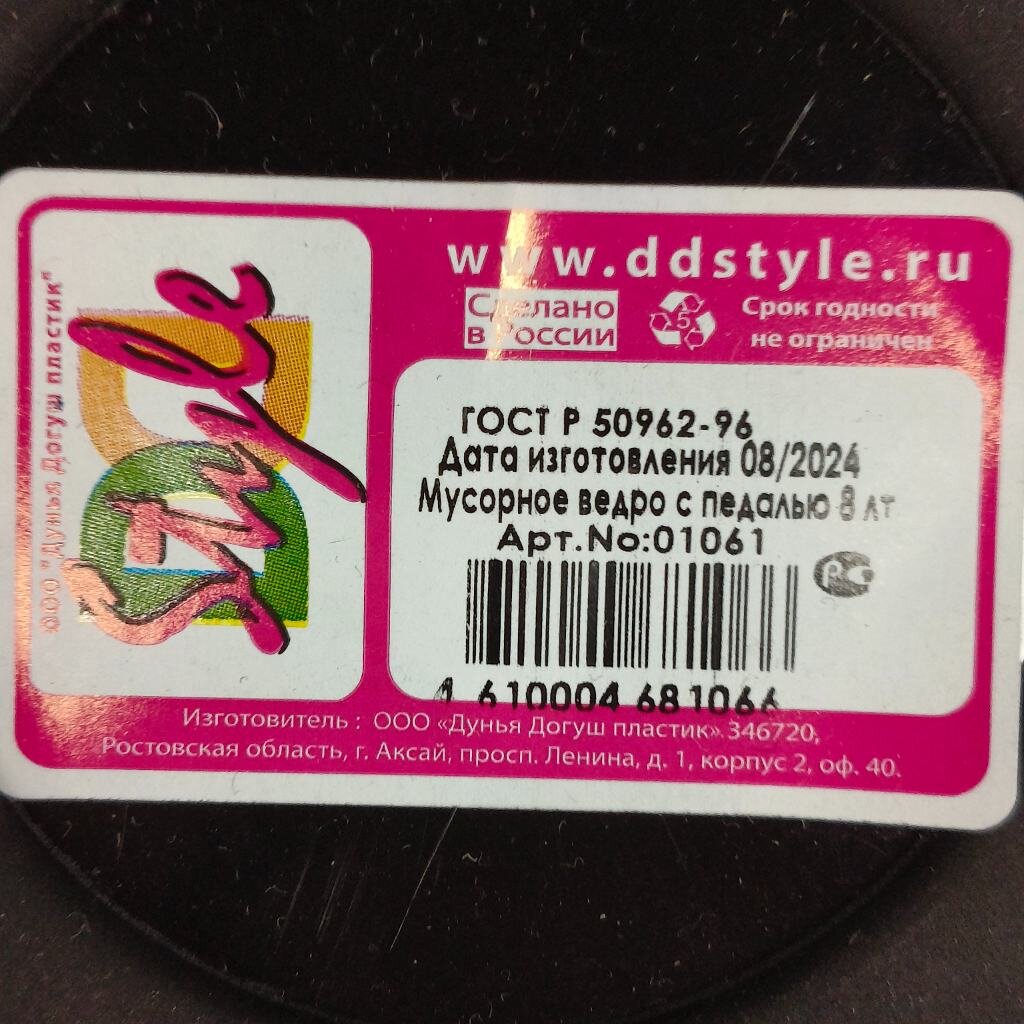 ООО "Дунья Догуш пластик"
Style
www.ddstyle.ru
Сделано
в России
5
Срок годности
не ограничен
ГОСТ Р 50962-96
Дата изготовления 08/2024
Мусорное ведро с педалью 8 лт
Арт.No:01061
РС
4 610004 681066
Изготовитель : ООО «Дунья Догуш пластик» 346720,
Ростовская область, г. Аксай, просп. Ленина, д. 1, корпус 2, оф. 40.